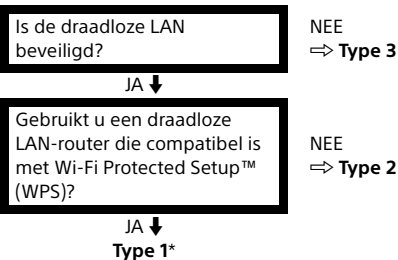 Is de draadloze LAN
beveiligd?
NEE
⇨ Type 3
JA ⬇
Gebruikt u een draadloze
LAN-router die compatibel is
met Wi-Fi Protected Setup™
(WPS)?
NEE
⇨ Type 2
JA ⬇
Type 1*